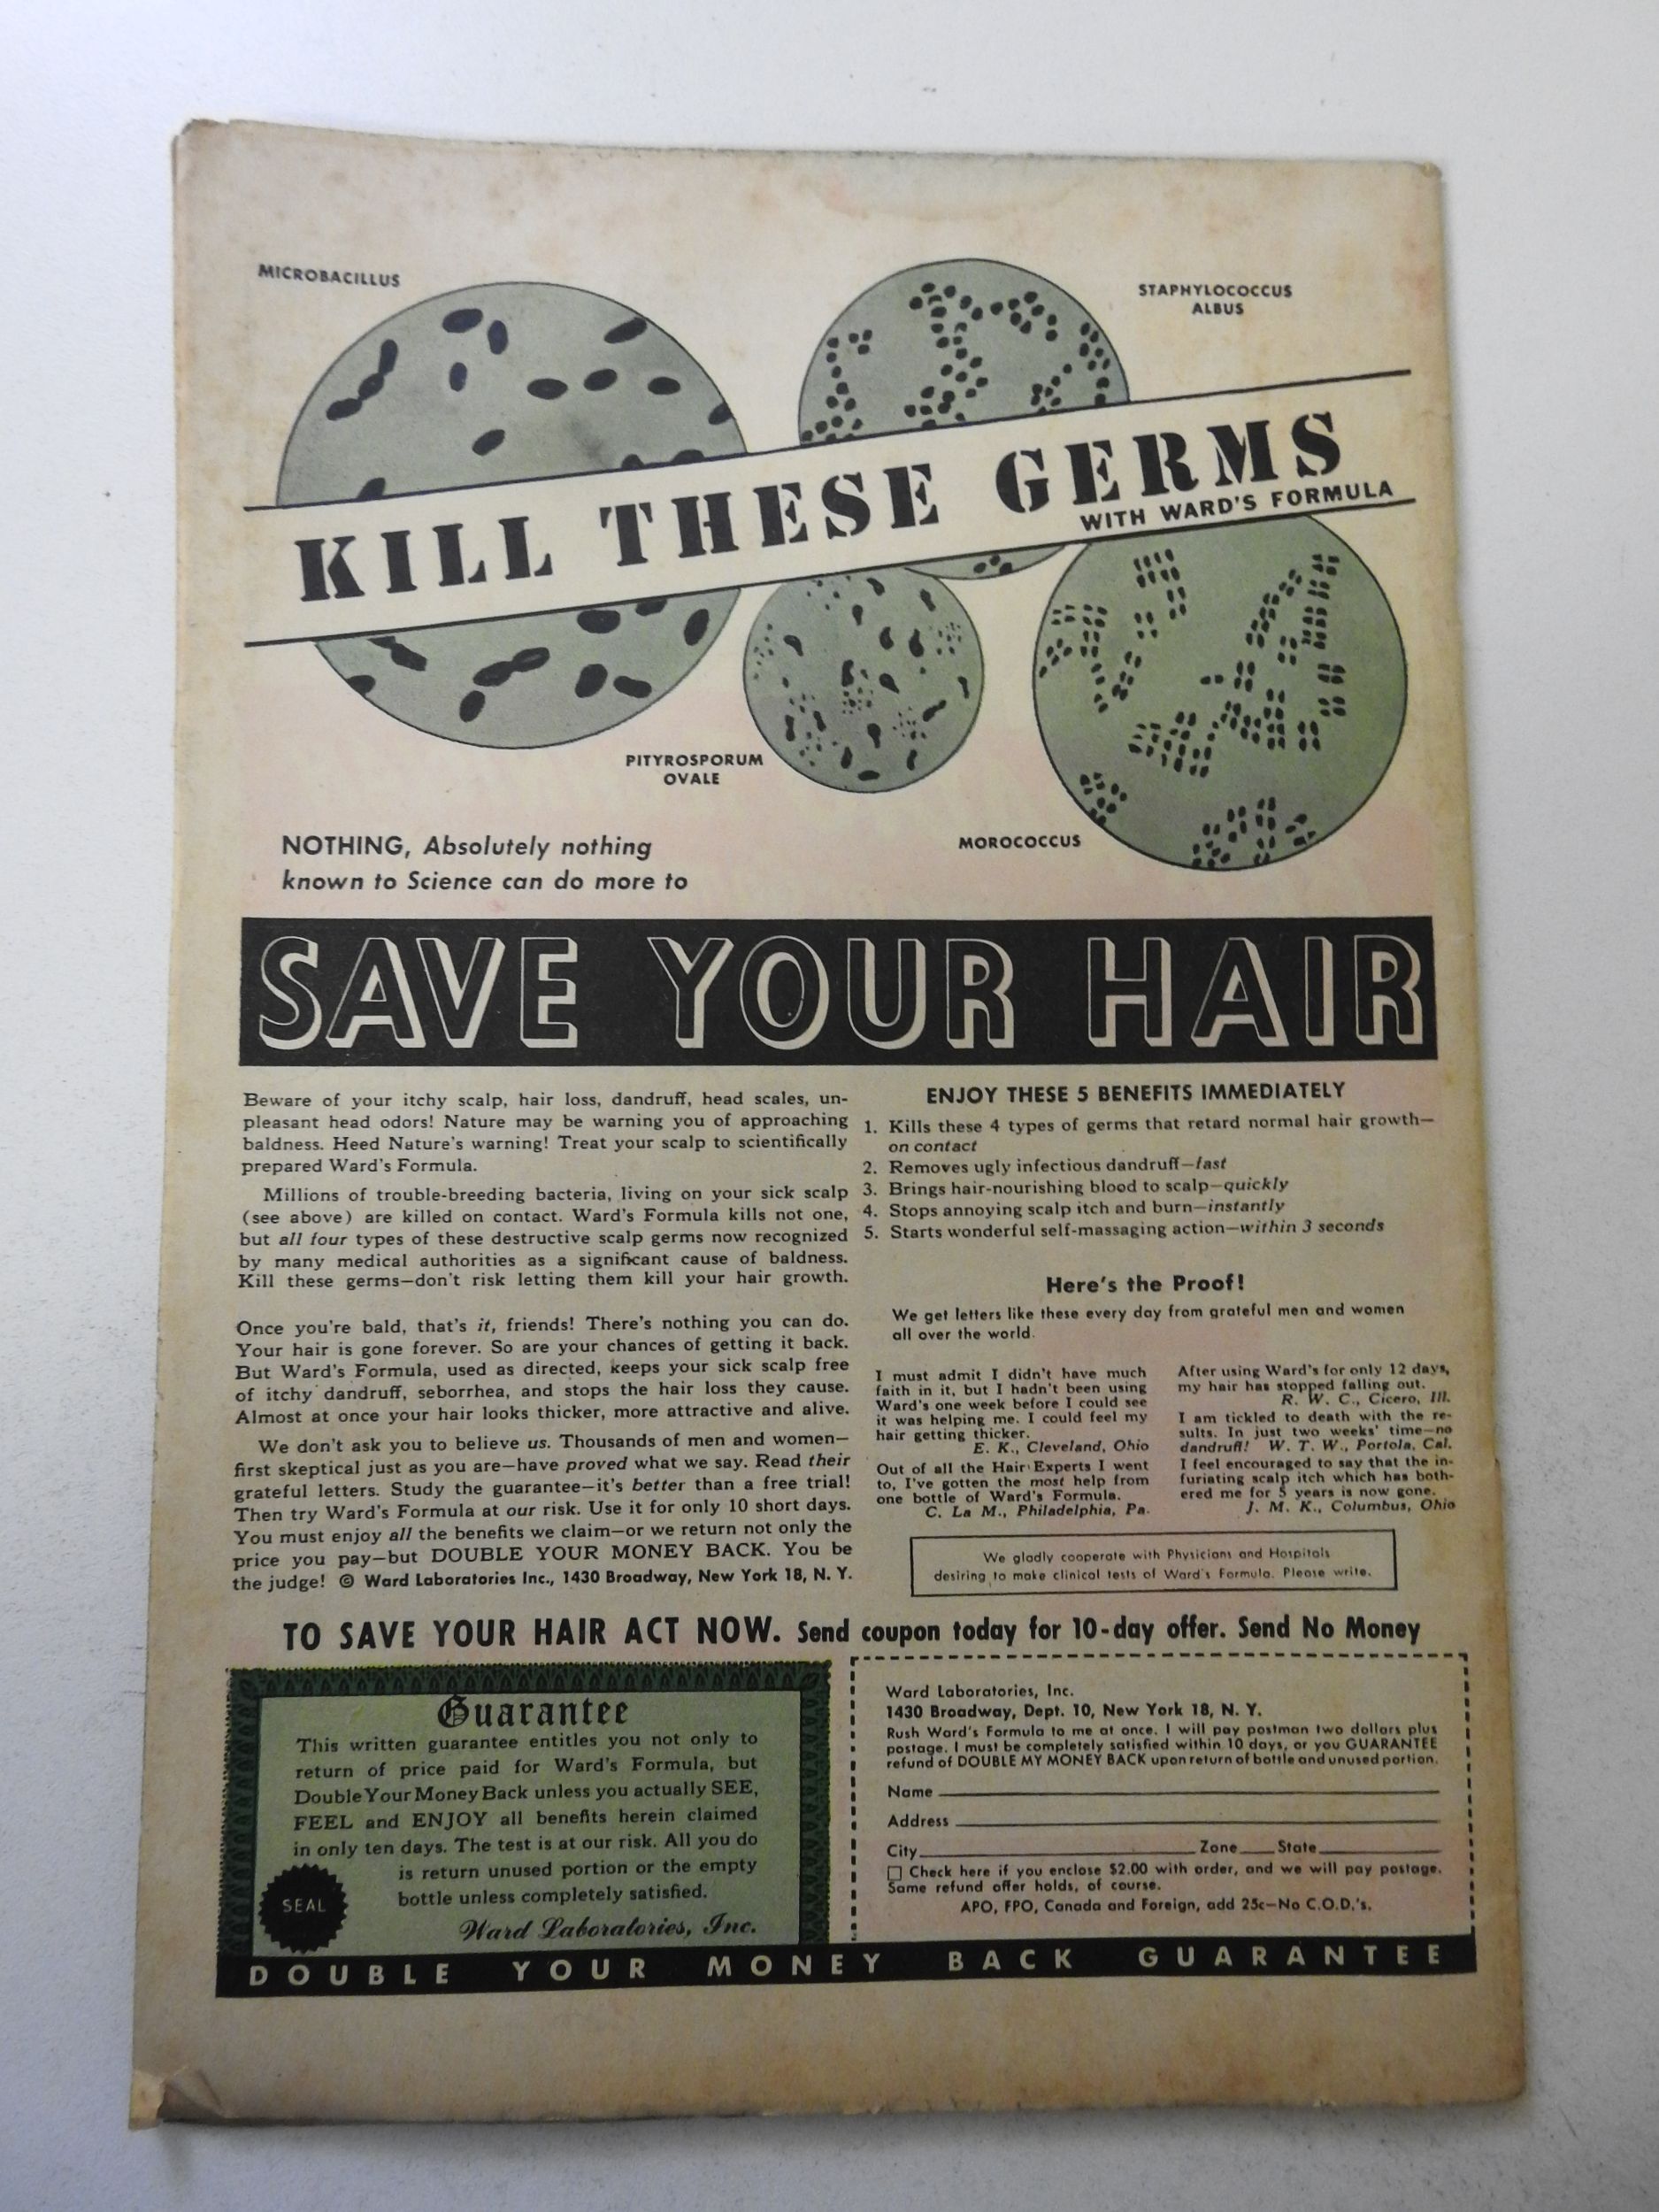 MICROBACILLUS
STAPHYLOCOCCUS
ALBUS
KILL THESE GERMS
WITH WARD'S FORMULA
PITYROSPORUM
OVALE
MOROCOCCUS
NOTHING, Absolutely nothing
known to Science can do more to
SAVE YOUR HAIR
Beware of your itchy scalp, hair loss, dandruff, head scales, un-
pleasant head odors! Nature may be warning you of approaching
baldness. Heed Nature's warning! Treat your scalp to scientifically
prepared Ward's Formula.
Millions of trouble-breeding bacteria, living on your sick scalp
(see above) are killed on contact. Ward's Formula kills not one,
but all four types of these destructive scalp germs now recognized
by many medical authorities as a significant cause of baldness.
Kill these germs—don't risk letting them kill your hair growth.
Once you're bald, that's it, friends! There's nothing you can do.
Your hair is gone forever. So are your chances of getting it back.
But Ward's Formula, used as directed, keeps your sick scalp free
of itchy dandruff, seborrhea, and stops the hair loss they cause.
Almost at once your hair looks thicker, more attractive and alive.
We don't ask you to believe us. Thousands of men and women—
first skeptical just as you are—have proved what we say. Read their
grateful letters. Study the guarantee—it's better than a free trial!
Then try Ward's Formula at our risk. Use it for only 10 short days.
You must enjoy all the benefits we claim—or we return not only the
price you pay—but DOUBLE YOUR MONEY BACK. You be
the judge! © Ward Laboratories Inc., 1430 Broadway, New York 18, N. Y.
ENJOY THESE 5 BENEFITS IMMEDIATELY
1. Kills these 4 types of germs that retard normal hair growth—
on contact
2. Removes ugly infectious dandruff—fast
3. Brings hair-nourishing blood to scalp—quickly
4. Stops annoying scalp itch and burn—instantly
5. Starts wonderful self-massaging action—within 3 seconds
Here's the Proof!
We get letters like these every day from grateful men and women
all over the world.
I must admit I didn't have much
faith in it, but I hadn't been using
Ward's one week before I could see
it was helping me. I could feel my
hair getting thicker.
E. K., Cleveland, Ohio
Out of all the Hair Experts I went
to, I've gotten the most help from
one bottle of Ward's Formula.
C. La M., Philadelphia, Pa.
After using Ward's for only 12 days,
my hair has stopped falling out.
R. W. C., Cicero, Ill.
I am tickled to death with the re-
sults. In just two weeks' time—no
dandruff! W. T. W., Portola, Cal.
I feel encouraged to say that the in-
furiating scalp itch which has both-
ered me for 5 years is now gone.
J. M. K., Columbus, Ohio
We gladly cooperate with Physicians and Hospitals
desiring to make clinical tests of Ward's Formula. Please write.
TO SAVE YOUR HAIR ACT NOW. Send coupon today for 10-day offer. Send No Money
Guarantee
This written guarantee entitles you not only to
return of price paid for Ward's Formula, but
Double Your Money Back unless you actually SEE,
FEEL and ENJOY all benefits herein claimed
in only ten days. The test is at our risk. All you do
is return unused portion or the empty
bottle unless completely satisfied.
SEAL
Ward Laboratories, Inc.
Ward Laboratories, Inc.
1430 Broadway, Dept. 10, New York 18, N. Y.
Rush Ward's Formula to me at once. I will pay postman two dollars plus
postage. I must be completely satisfied within 10 days, or you GUARANTEE
refund of DOUBLE MY MONEY BACK upon return of bottle and unused portion.
Name
Address
City Zone State
Check here if you enclose $2.00 with order, and we will pay postage.
Same refund offer holds, of course.
APO, FPO, Canada and Foreign, add 25c—No C.O.D.'s.
DOUBLE YOUR MONEY BACK GUARANTEE